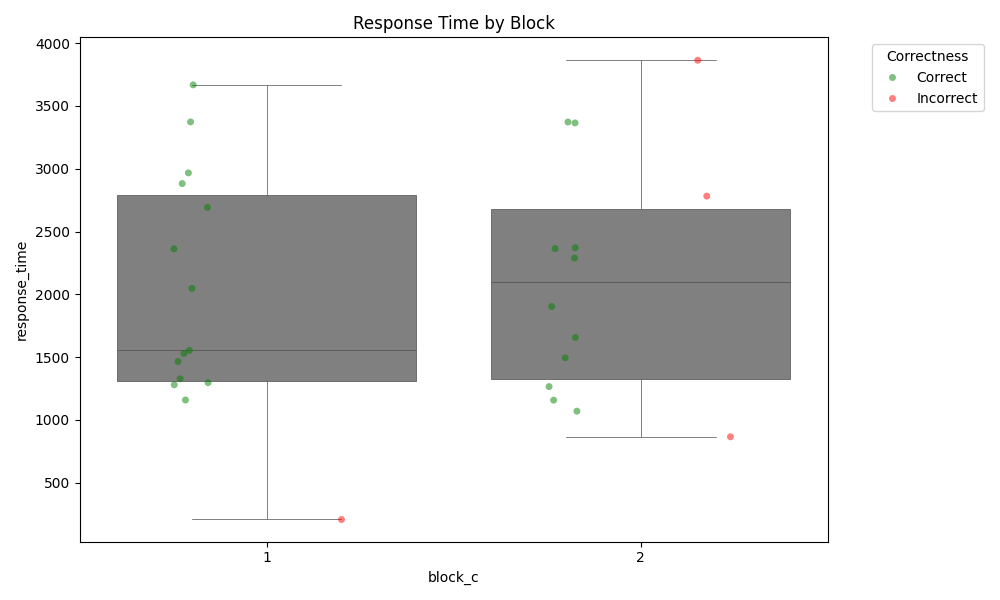 Response Time by Block
Correctness
Correct
Incorrect
response_time
4000
3500
3000
2500
2000
1500
1000
500
1
2
block_c